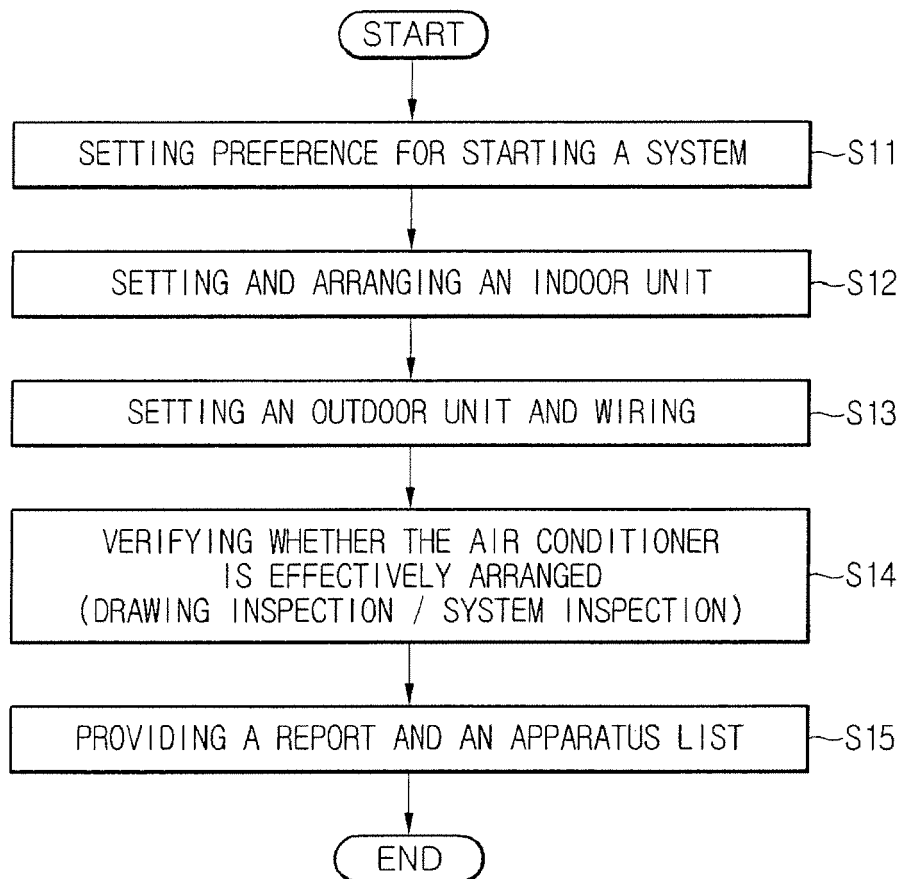 START
SETTING PREFERENCE FOR STARTING A SYSTEM
S11
SETTING AND ARRANGING AN INDOOR UNIT
S12
SETTING AN OUTDOOR UNIT AND WIRING
S13
VERIFYING WHETHER THE AIR CONDITIONER
IS EFFECTIVELY ARRANGED
(DRAWING INSPECTION / SYSTEM INSPECTION)
S14
PROVIDING A REPORT AND AN APPARATUS LIST
S15
END